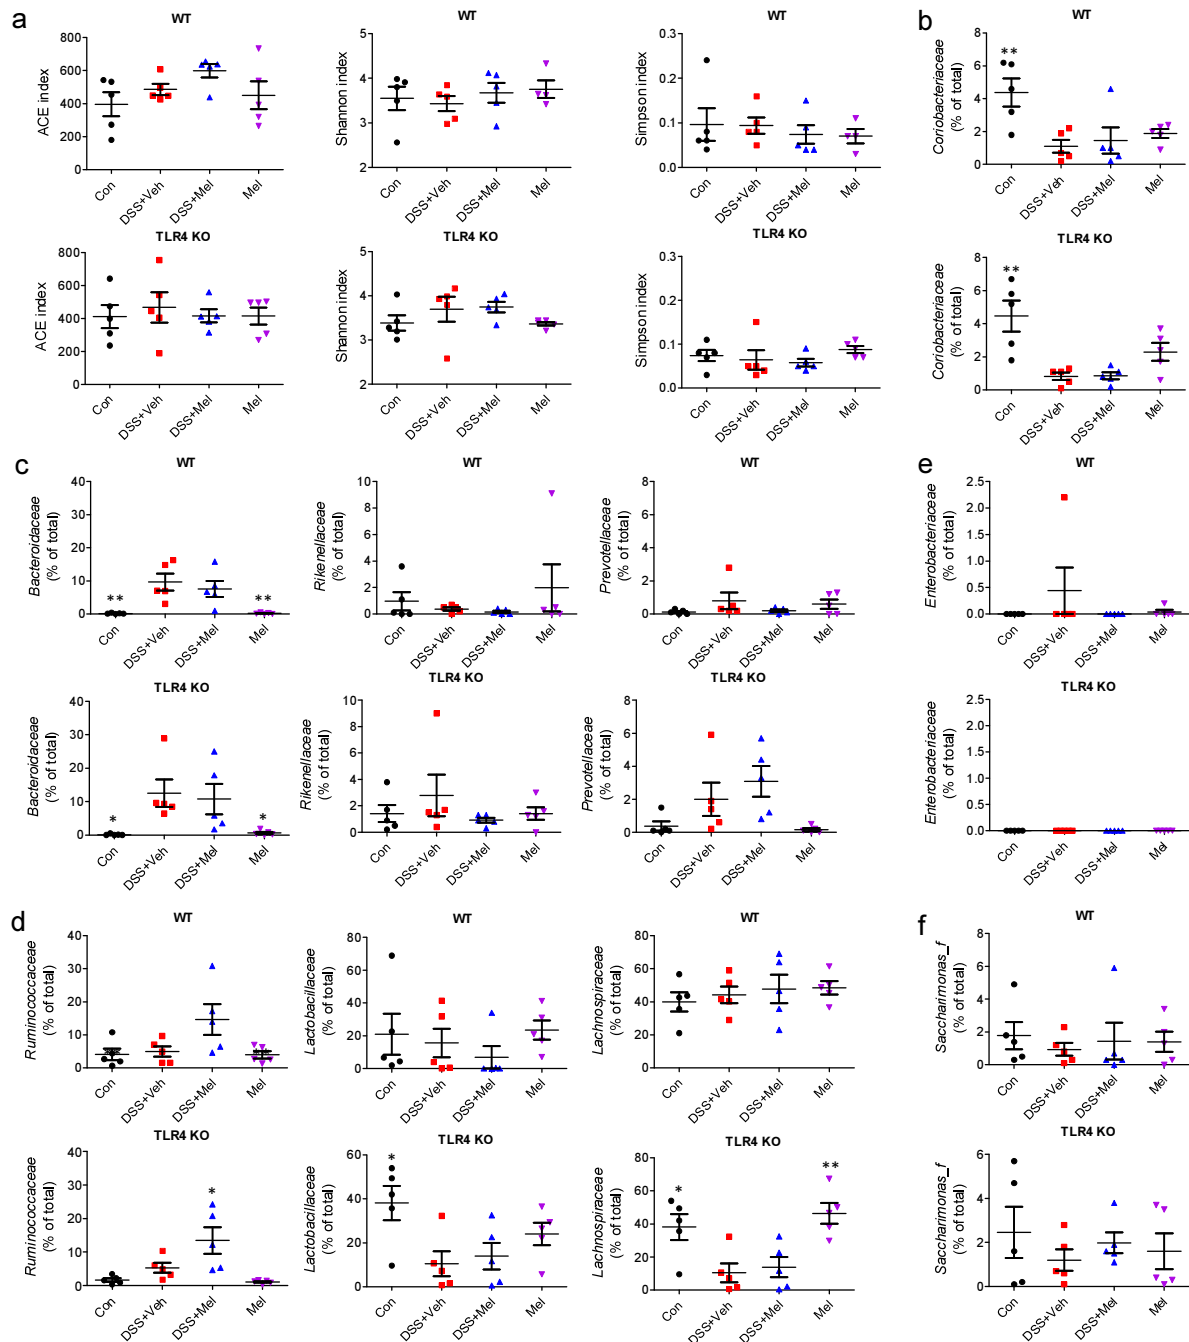 a
WT
ACE index
800
600
400
200
0
Con
DSS+Veh
DSS+Mel
Mel
Shannon index
5
4
3
2
Con
DSS+Veh
DSS+Mel
Mel
Simpson index
0.3
0.2
0.1
0.0
Con
DSS+Veh
DSS+Mel
Mel
TLR4 KO
ACE index
800
600
400
200
0
Con
DSS+Veh
DSS+Mel
Mel
Shannon index
5
4
3
2
Con
DSS+Veh
DSS+Mel
Mel
Simpson index
0.3
0.2
0.1
0.0
Con
DSS+Veh
DSS+Mel
Mel
b
WT
Coriobacteriaceae
(% of total)
8
6
4
2
0
**
Con
DSS+Veh
DSS+Mel
Mel
TLR4 KO
Coriobacteriaceae
(% of total)
8
6
4
2
0
**
Con
DSS+Veh
DSS+Mel
Mel
c
WT
Bacteroidaceae
(% of total)
40
30
20
10
0
**
**
Con
DSS+Veh
DSS+Mel
Mel
Rikenellaceae
(% of total)
10
8
6
4
2
0
Con
DSS+Veh
DSS+Mel
Mel
Prevotellaceae
(% of total)
8
6
4
2
0
Con
DSS+Veh
DSS+Mel
Mel
TLR4 KO
Bacteroidaceae
(% of total)
40
30
20
10
0
*
*
Con
DSS+Veh
DSS+Mel
Mel
Rikenellaceae
(% of total)
10
8
6
4
2
0
Con
DSS+Veh
DSS+Mel
Mel
Prevotellaceae
(% of total)
8
6
4
2
0
Con
DSS+Veh
DSS+Mel
Mel
e
WT
Enterobacteriaceae
(% of total)
2.5
2.0
1.5
1.0
0.5
0.0
Con
DSS+Veh
DSS+Mel
Mel
TLR4 KO
Enterobacteriaceae
(% of total)
2.5
2.0
1.5
1.0
0.5
0.0
Con
DSS+Veh
DSS+Mel
Mel
d
WT
Ruminococcaceae
(% of total)
40
30
20
10
0
Con
DSS+Veh
DSS+Mel
Mel
Lactobacillaceae
(% of total)
80
60
40
20
0
Con
DSS+Veh
DSS+Mel
Mel
Lachnospiraceae
(% of total)
80
60
40
20
0
Con
DSS+Veh
DSS+Mel
Mel
TLR4 KO
Ruminococcaceae
(% of total)
30
20
10
0
*
Con
DSS+Veh
DSS+Mel
Mel
Lactobacillaceae
(% of total)
60
40
20
0
*
Con
DSS+Veh
DSS+Mel
Mel
Lachnospiraceae
(% of total)
80
60
40
20
0
*
**
Con
DSS+Veh
DSS+Mel
Mel
f
WT
Saccharimonas_f
(% of total)
8
6
4
2
0
Con
DSS+Veh
DSS+Mel
Mel
TLR4 KO
Saccharimonas_f
(% of total)
6
4
2
0
Con
DSS+Veh
DSS+Mel
Mel